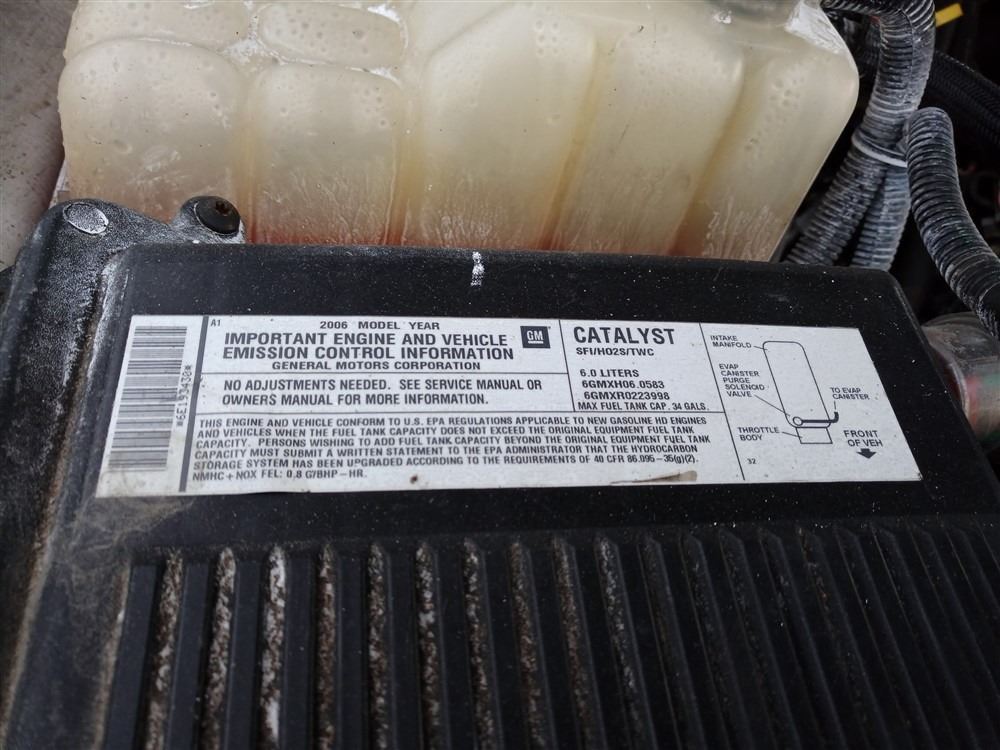 A1
2006 MODEL YEAR
IMPORTANT ENGINE AND VEHICLE
EMISSION CONTROL INFORMATION
GENERAL MOTORS CORPORATION
GM
NO ADJUSTMENTS NEEDED. SEE SERVICE MANUAL OR
OWNERS MANUAL FOR MORE INFORMATION.
CATALYST
SFI/HO2S/TWC
6.0 LITERS
6GMXH06.0583
6GMXR0223998
MAX FUEL TANK CAP. 34 GALS.
THIS ENGINE AND VEHICLE CONFORM TO U.S. EPA REGULATIONS APPLICABLE TO NEW GASOLINE HD ENGINES
AND VEHICLES WHEN THE FUEL TANK CAPACITY DOES NOT EXCEED THE ORIGINAL EQUIPMENT FUEL TANK
CAPACITY. PERSONS WISHING TO ADD FUEL TANK CAPACITY BEYOND THE ORIGINAL EQUIPMENT FUEL TANK
CAPACITY MUST SUBMIT A WRITTEN STATEMENT TO THE EPA ADMINISTRATOR THAT THE HYDROCARBON
STORAGE SYSTEM HAS BEEN UPGRADED ACCORDING TO THE REQUIREMENTS OF 40 CFR 86.095-35(g)(2).
NMHC + NOX FEL: 0.8 G/BHP-HR.
INTAKE
MANIFOLD
EVAP
CANISTER
PURGE
SOLENOID
VALVE
TO EVAP
CANISTER
THROTTLE
BODY
FRONT
OF VEH
32
*6E193430*